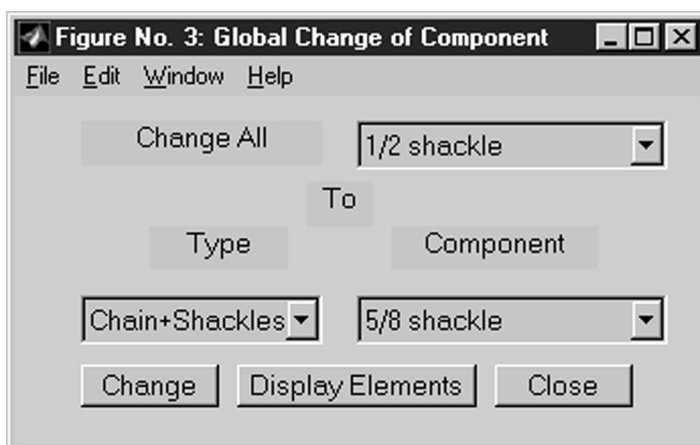 Figure No. 3: Global Change of Component
File Edit Window Help
Change All 1/2 shackle
To
Type Component
Chain+Shackles 5/8 shackle
Change Display Elements Close